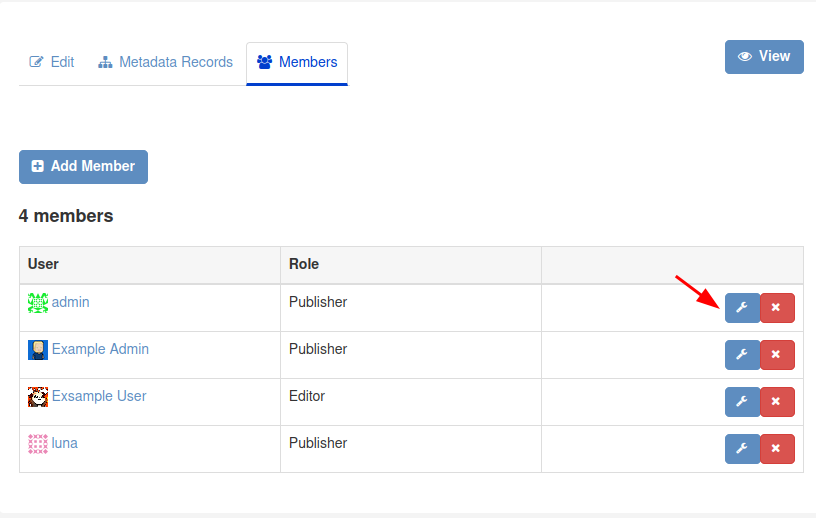 Edit Metadata Records Members View
Add Member
4 members
User Role
admin Publisher
Example Admin Publisher
Exsample User Editor
luna Publisher